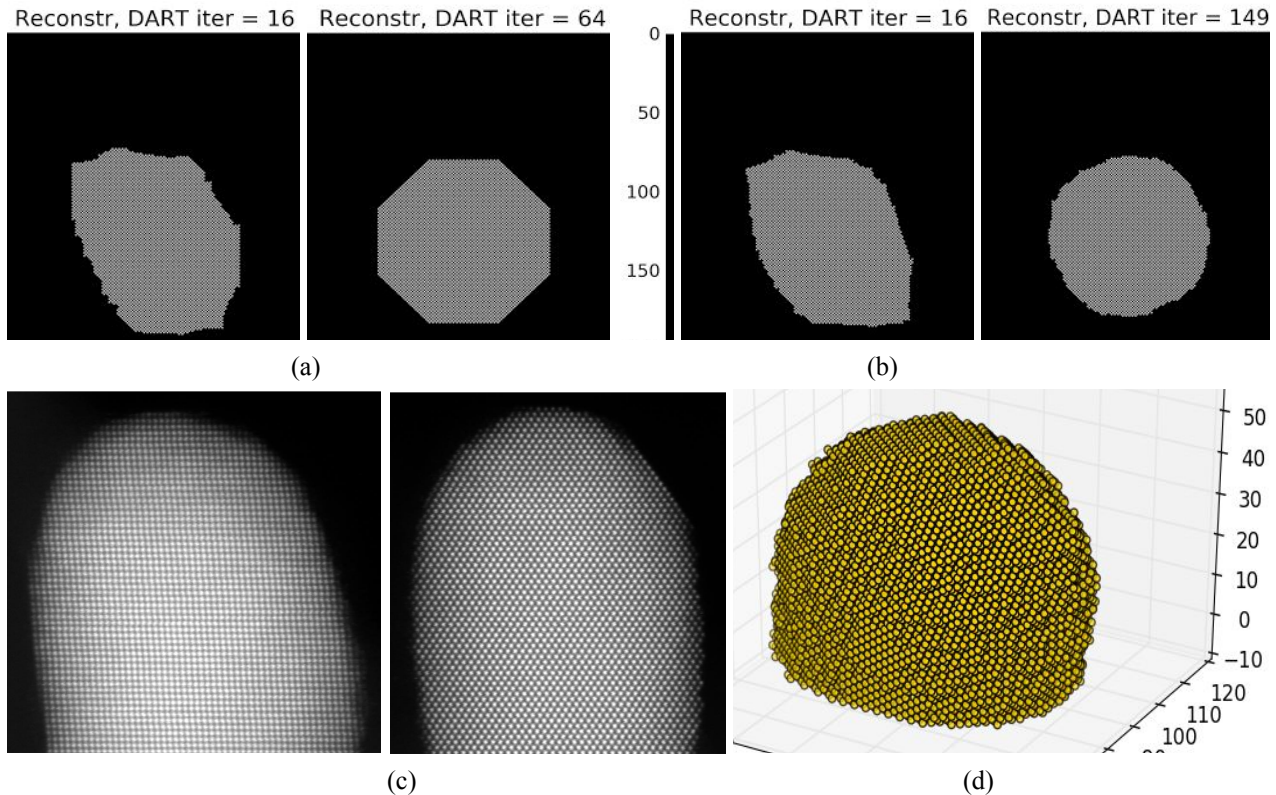 Reconstr, DART iter = 16
Reconstr, DART iter = 64
0
50
100
150
Reconstr, DART iter = 16
Reconstr, DART iter = 149
(a)
(b)
50
40
30
20
10
0
−10
120
110
100
(c)
(d)